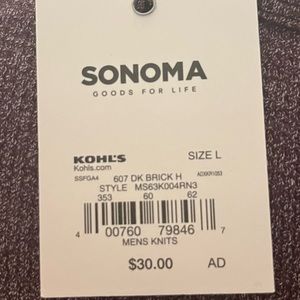 SONOMA
GOODS FOR LIFE
KOHL'S SIZE L
Kohls.com
SSFGA4 607 DK BRICK H ADXKR1053
STYLE MS63K004RN3
353 60 62
4 00760 79846 7
MENS KNITS
$30.00 AD